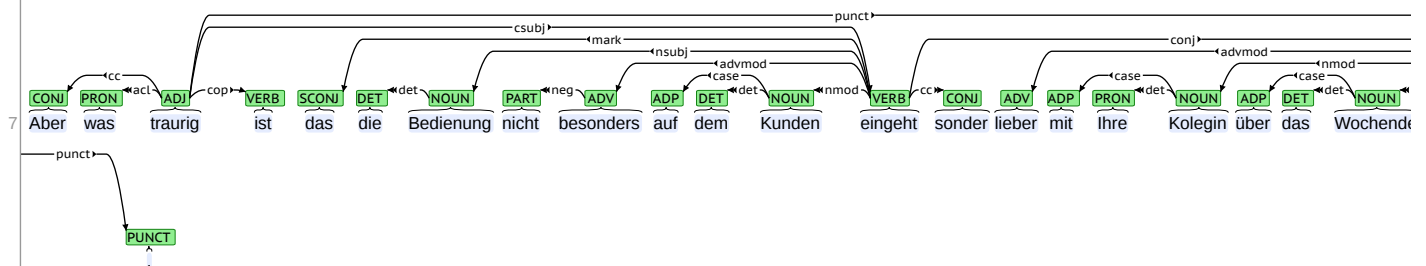 punct
csubj
mark
conj
nsubj
advmod
advmod
nmod
cc case case case
CONJ PRON acl ADJ cop VERB SCONJ DET det NOUN PART neg ADV ADP DET det NOUN nmod VERB cc CONJ ADV ADP PRON det NOUN ADP DET det NOUN
7 Aber was traurig ist das die Bedienung nicht besonders auf dem Kunden eingeht sonder lieber mit Ihre Kolegin über das
punct
PUNCT